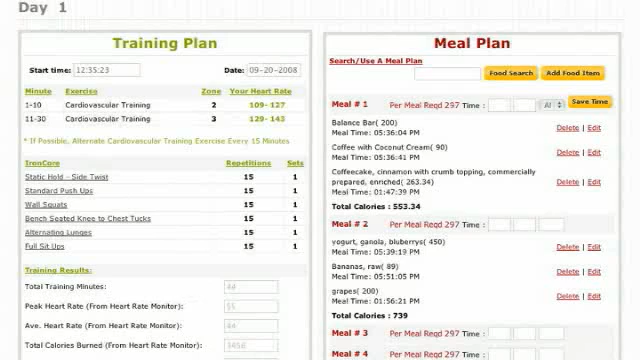 Day 1
Training Plan
Start time: 12:35:23 Date: 09-20-2008
Minute Exercise Zone Your Heart Rate
1-10 Cardiovascular Training 2 109- 127
11-30 Cardiovascular Training 3 129- 143
* If Possible, Alternate Cardiovascular Training Exercise Every 15 Minutes
IronCore Repetitions Sets
Static Hold - Side Twist 15 1
Standard Push Ups 15 1
Wall Squats 15 1
Bench Seated Knee to Chest Tucks 15 1
Alternating Lunges 15 1
Full Sit Ups 15 1
Training Results:
Total Training Minutes: 44
Peak Heart Rate (From Heart Rate Monitor): 55
Ave. Heart Rate (From Heart Rate Monitor): 44
Total Calories Burned (From Heart Rate Monitor): 3456
Meal Plan
Search/Use A Meal Plan
Food Search Add Food Item
Meal # 1 Per Meal Reqd 297 Time : Save Time
Balance Bar( 200)
Meal Time: 05:36:04 PM Delete | Edit
Coffee with Coconut Cream( 90)
Meal Time: 05:36:41 PM Delete | Edit
Coffeecake, cinnamon with crumb topping, commercially
prepared, enriched( 263.34) Delete | Edit
Meal Time: 01:47:39 PM
Total Calories : 553.34
Meal # 2 Per Meal Reqd 297 Time :
yogurt, ganola, bluberrys( 450)
Meal Time: 05:39:19 PM Delete | Edit
Bananas, raw( 89)
Meal Time: 05:51:05 PM Delete | Edit
grapes( 200)
Meal Time: 01:56:21 PM Delete | Edit
Total Calories : 739
Meal # 3 Per Meal Reqd 297 Time :
Meal # 4 Per Meal Reqd 297 Time :